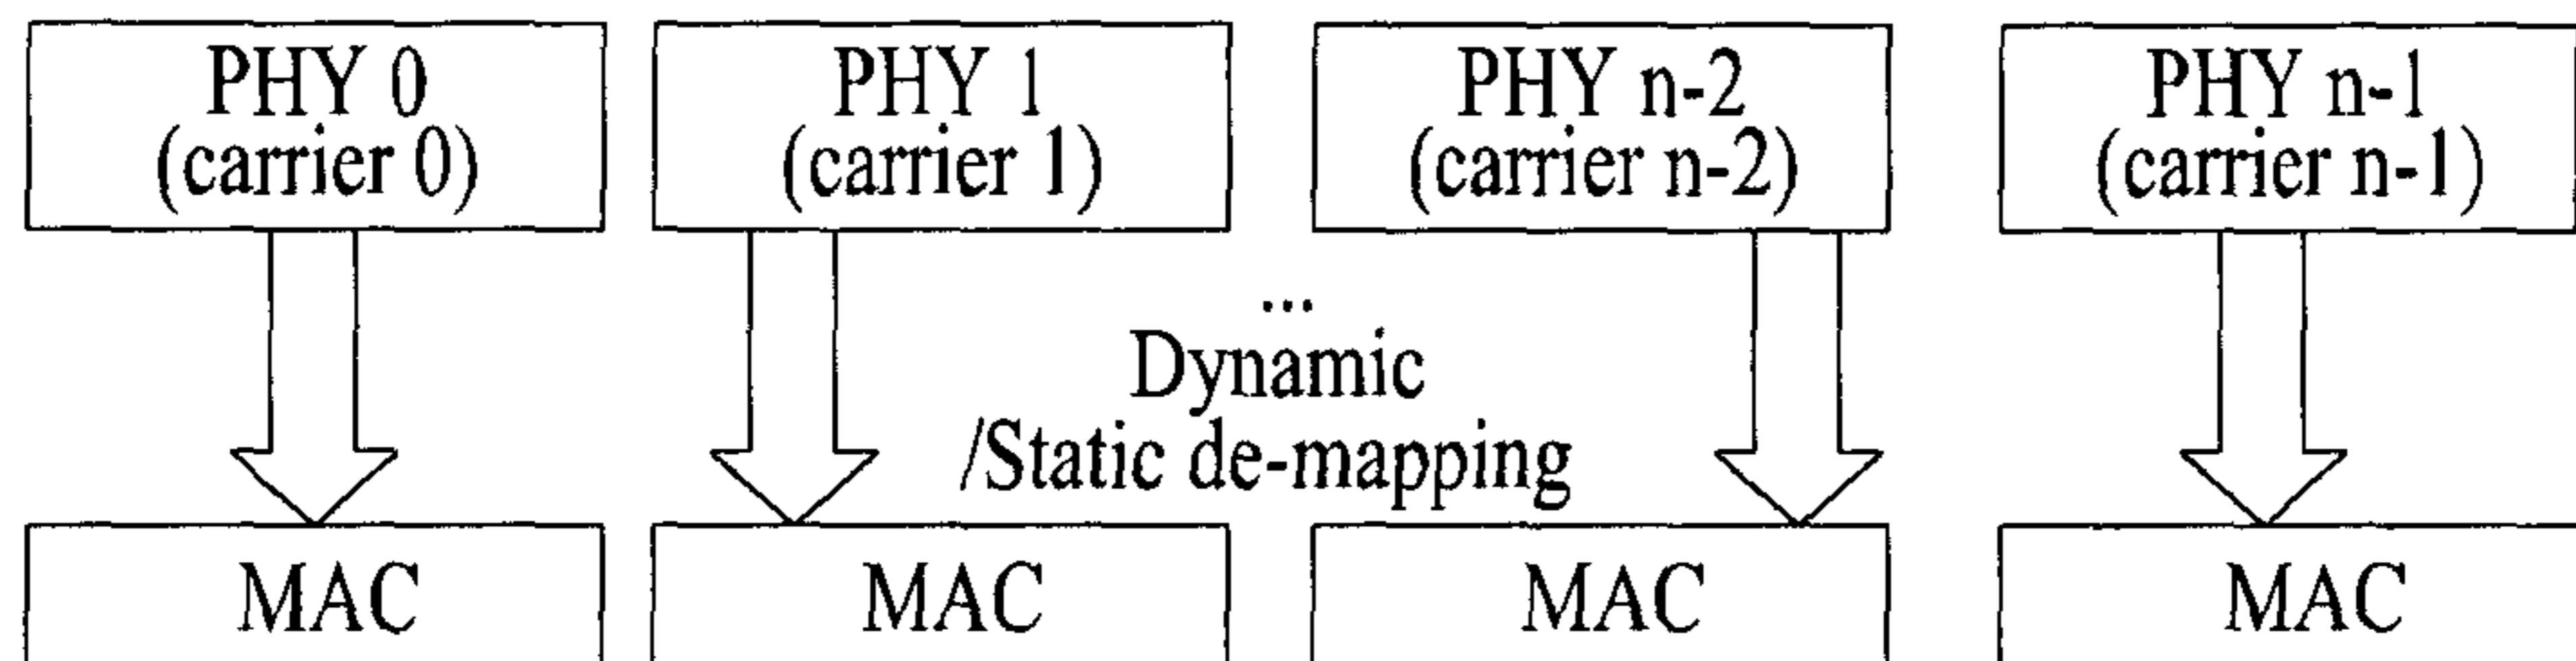 PHY 0
(carrier 0)
PHY 1
(carrier 1)
PHY n-2
(carrier n-2)
PHY n-1
(carrier n-1)
...
Dynamic
/Static de-mapping
MAC
MAC
MAC
MAC